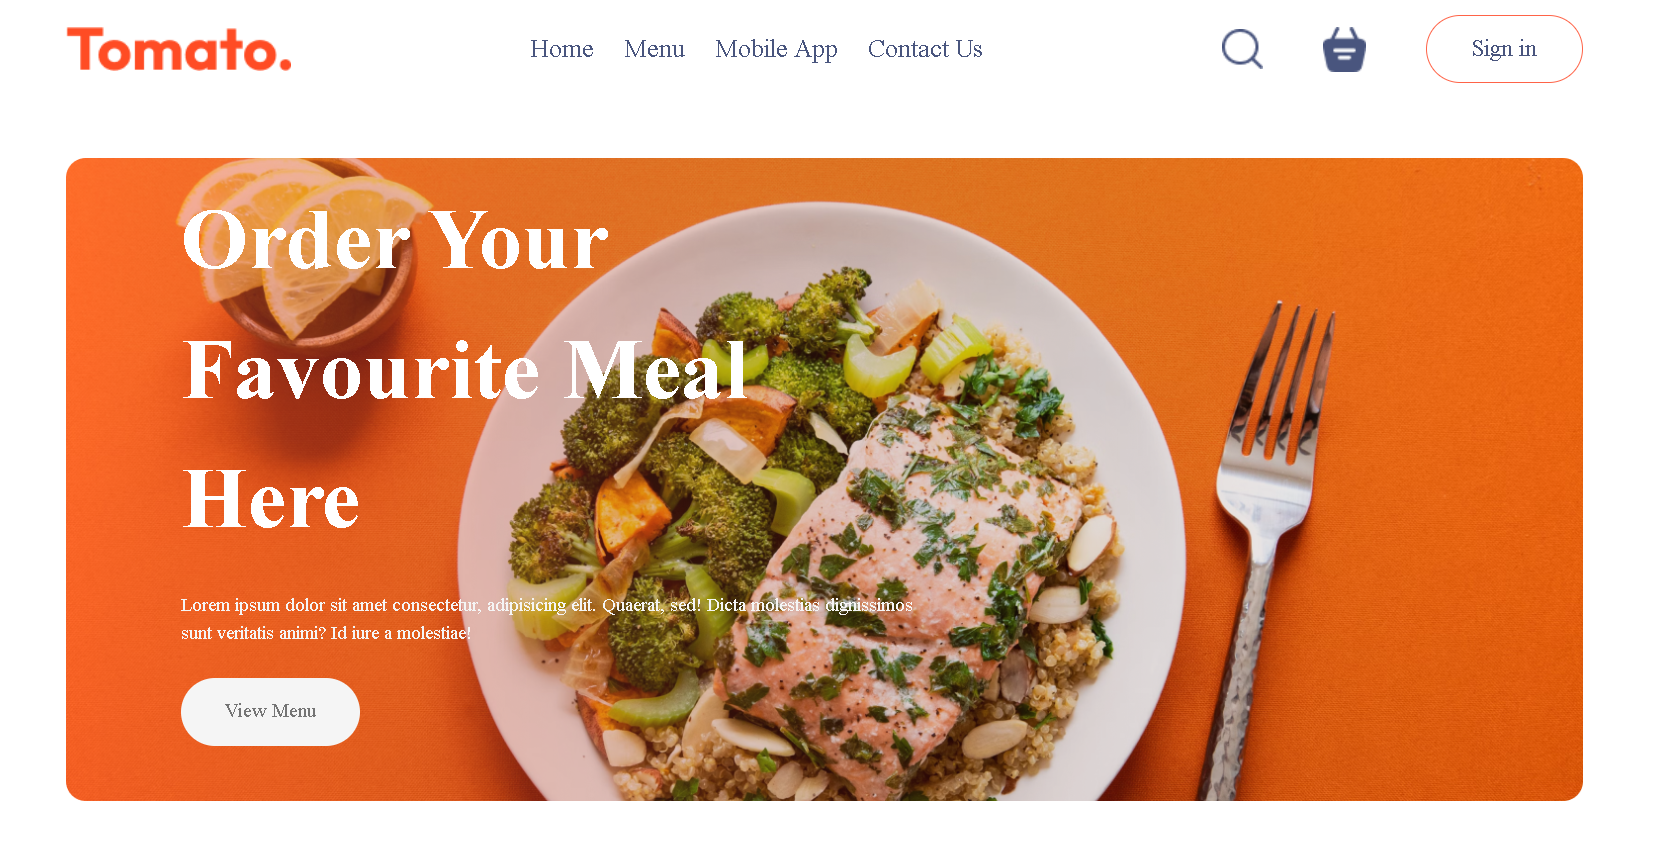 Tomato.
Home Menu Mobile App Contact Us
Sign in
Order Your
Favourite Meal
Here
Lorem ipsum dolor sit amet consectetur, adipisicing elit. Quaerat, sed! Dicta molestias dignissimos
sunt veritatis animi? Id iure a molestiae!
View Menu